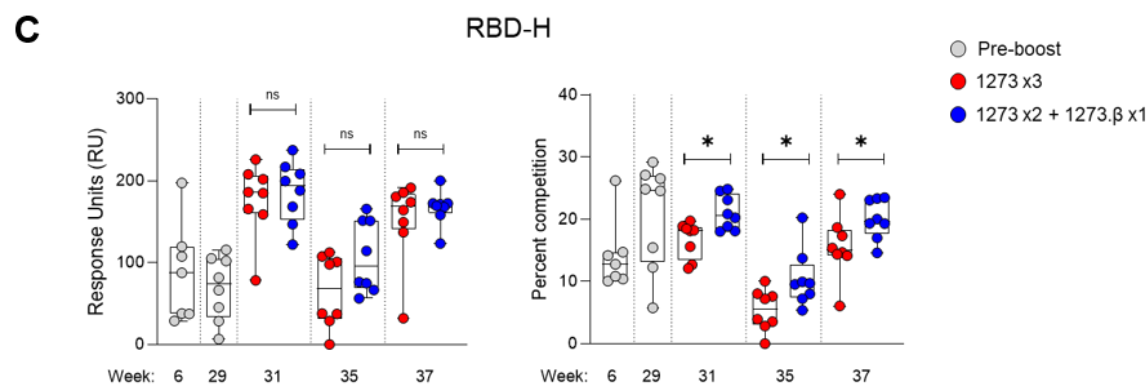 C
RBD-H
Pre-boost
1273 x3
1273 x2 + 1273.β x1
Response Units (RU)
300
200
100
0
ns
ns
ns
Week: 6 29 31 35 37
Percent competition
40
30
20
10
0
*
*
*
Week: 6 29 31 35 37